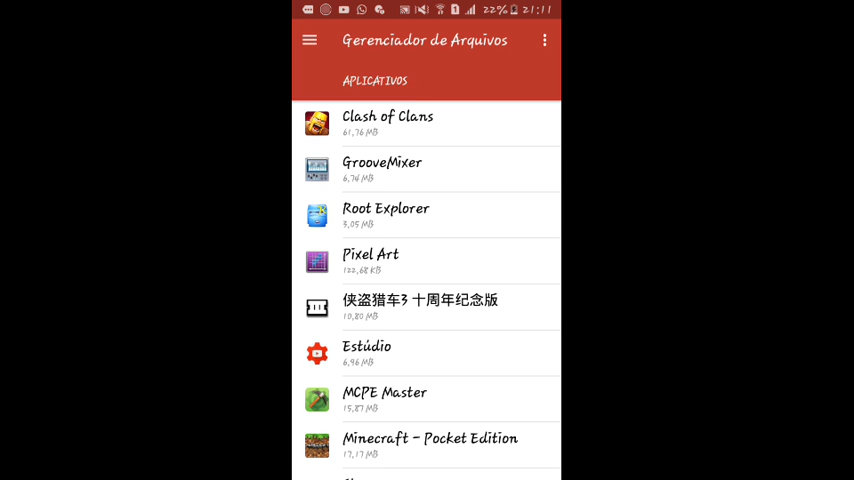 22% 21:11
Gerenciador de Arquivos
APLICATIVOS
Clash of Clans
61,76 MB
GrooveMixer
6,74 MB
Root Explorer
3,05 MB
Pixel Art
122,68 KB
侠盗猎车3 十周年纪念版
10,80 MB
Estúdio
6,96 MB
MCPE Master
15,87 MB
Minecraft - Pocket Edition
17,17 MB